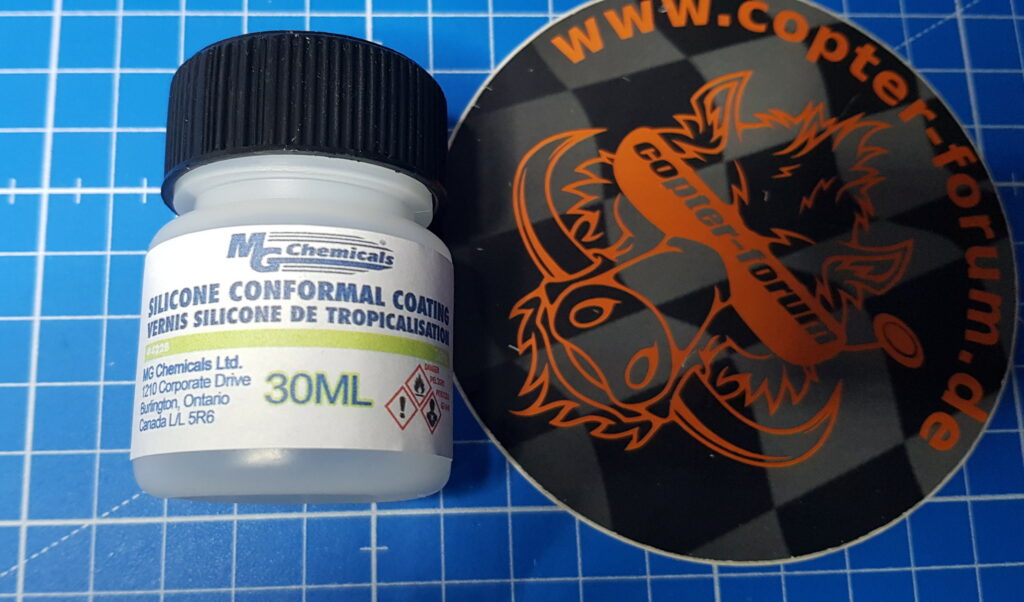 MG Chemicals
SILICONE CONFORMAL COATING
VERNIS SILICONE DE TROPICALISATION
MG Chemicals Ltd.
1210 Corporate Drive
Burlington, Ontario
Canada L/L 5R6
30ML
DANGER
www.copter-forum.de
copter-forum